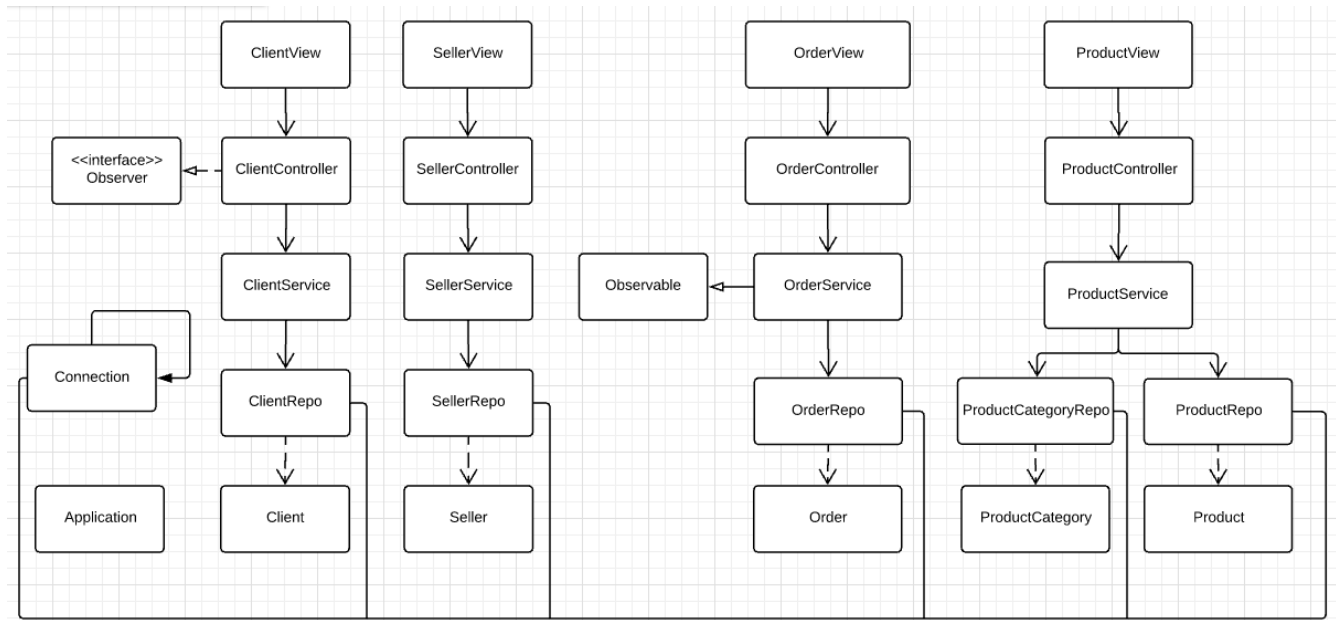 ClientView
SellerView
OrderView
ProductView
<<interface>>
Observer
ClientController
SellerController
OrderController
ProductController
ClientService
SellerService
Observable
OrderService
ProductService
Connection
ClientRepo
SellerRepo
OrderRepo
ProductCategoryRepo
ProductRepo
Application
Client
Seller
Order
ProductCategory
Product